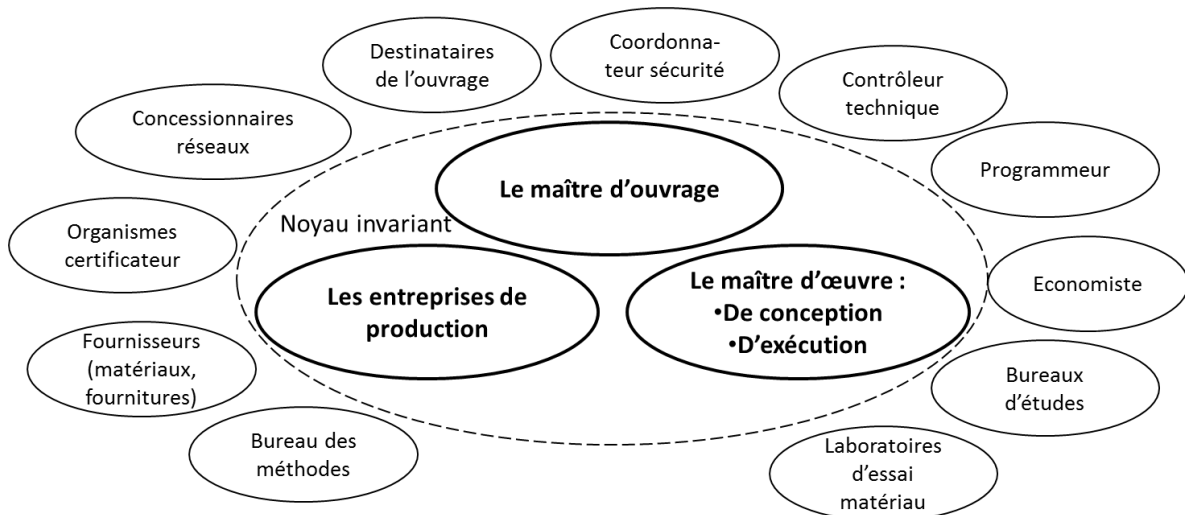 Destinataires
de l'ouvrage
Coordonna-
teur sécurité
Contrôleur
technique
Concessionnaires
réseaux
Programmeur
Le maître d'ouvrage
Noyau invariant
Organismes
certificateur
Les entreprises de
production
Le maître d'œuvre :
•De conception
•D'exécution
Economiste
Fournisseurs
(matériaux,
fournitures)
Bureaux
d'études
Bureau des
méthodes
Laboratoires
d'essai
matériau